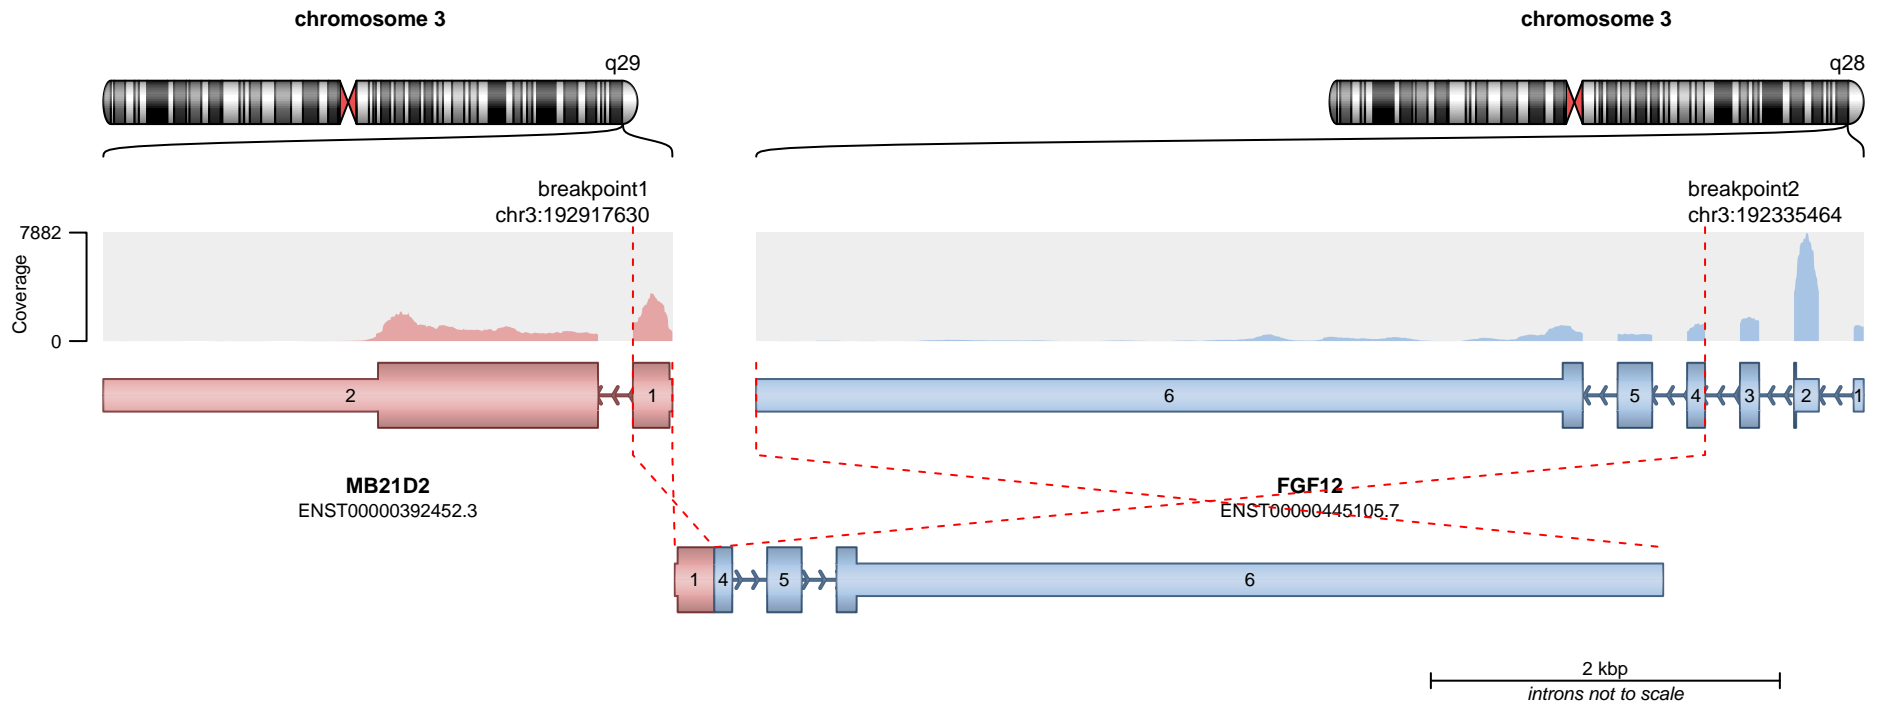 chromosome 3
chromosome 3
q29
q28
breakpoint1
chr3:192917630
breakpoint2
chr3:192335464
7882
Coverage
0
2
1
6
5
4
3
2
1
MB21D2
ENST00000392452.3
FGF12
ENST00000445105.7
1
4
5
6
2 kbp
introns not to scale